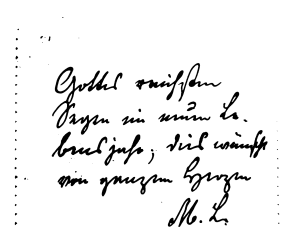 Gottes reichsten
Segen im neuen Le-
bensjahr, dies wünscht
von ganzem Herzen
M. L.